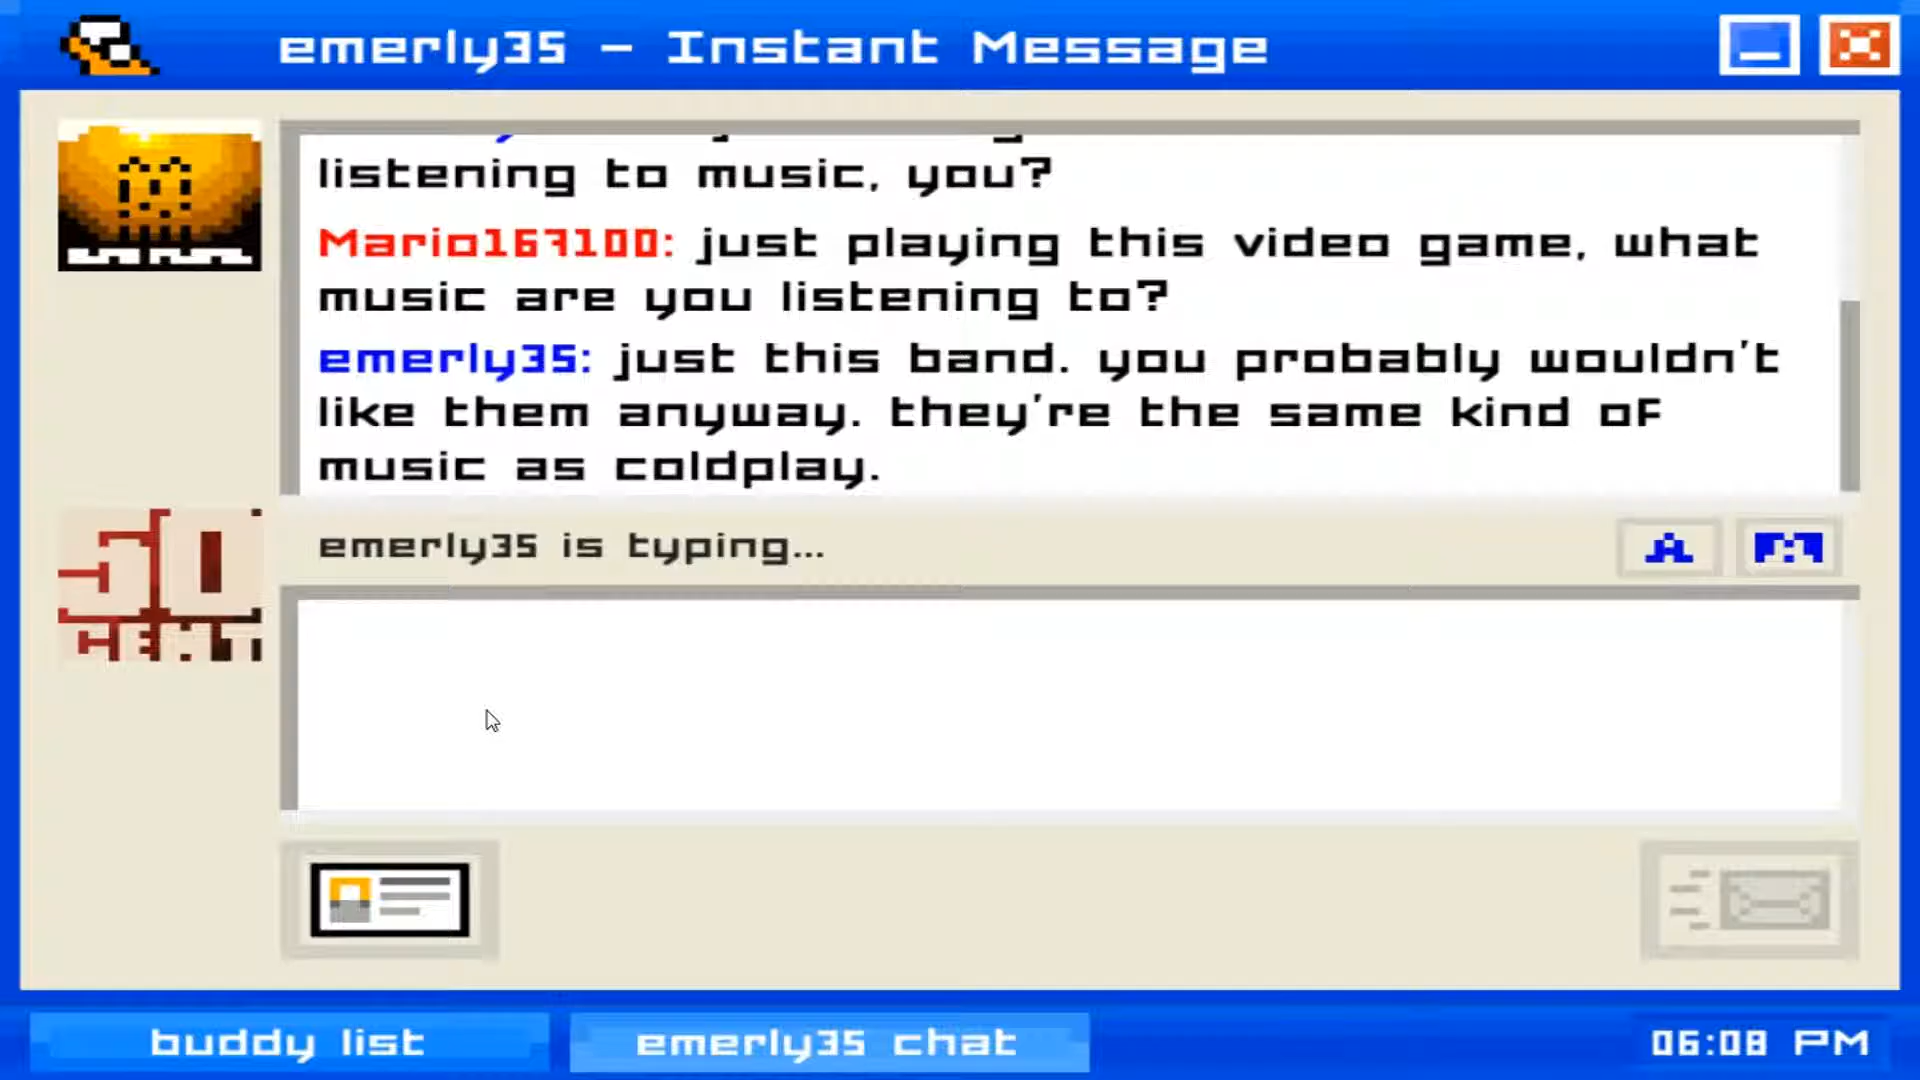 emerly35 - Instant Message
listening to music, you?
Mario167100: just playing this video game, what
music are you listening to?
emerly35: just this band. you probably wouldn't
like them anyway. they're the same kind of
music as coldplay.
emerly35 is typing...
A
buddy list
emerly35 chat
06:08 PM